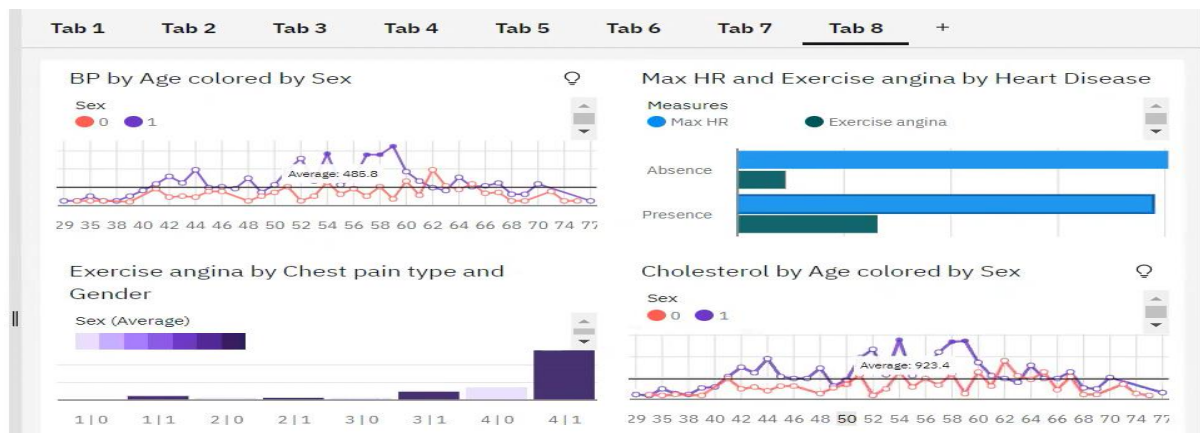 Tab 1 Tab 2 Tab 3 Tab 4 Tab 5 Tab 6 Tab 7 Tab 8 +
BP by Age colored by Sex
Sex
0 1
Average: 485.8
29 35 38 40 42 44 46 48 50 52 54 56 58 60 62 64 66 68 70 74 77
Max HR and Exercise angina by Heart Disease
Measures
Max HR Exercise angina
Absence
Presence
Exercise angina by Chest pain type and
Gender
Sex (Average)
1|0 1|1 2|0 2|1 3|0 3|1 4|0 4|1
Cholesterol by Age colored by Sex
Sex
0 1
Average: 923.4
29 35 38 40 42 44 46 48 50 52 54 56 58 60 62 64 66 68 70 74 77